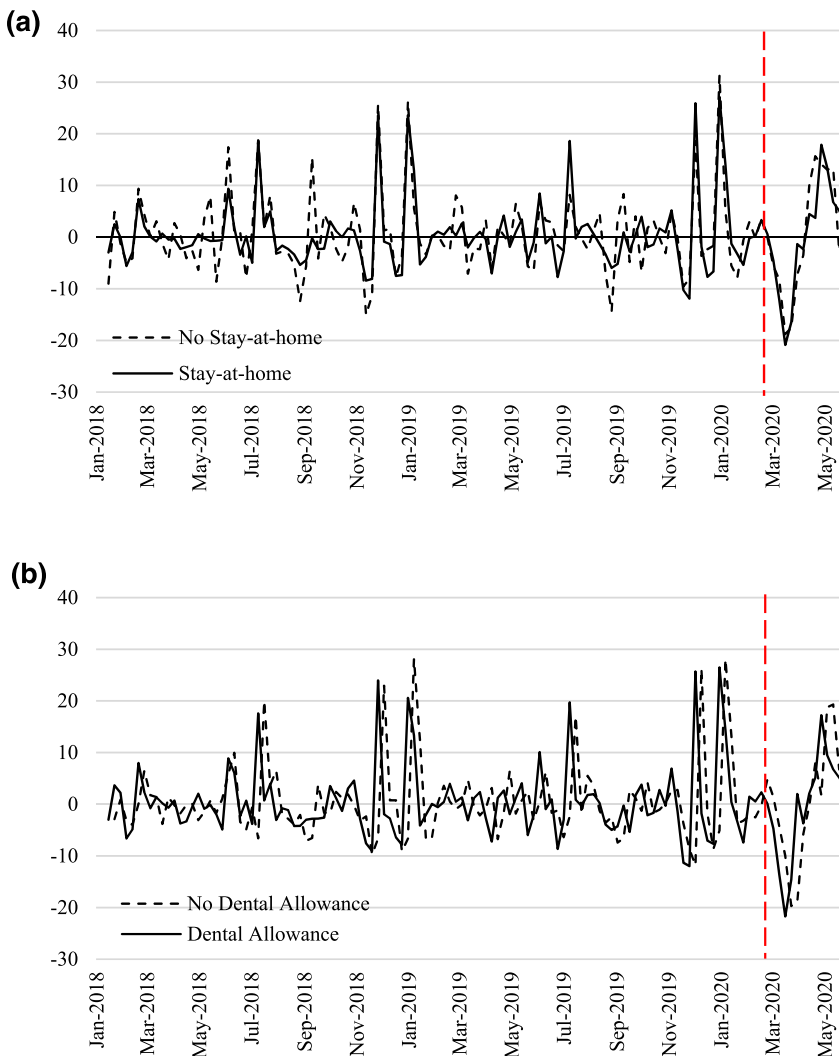 (a)
40
30
20
10
0
-10
-20
-30
No Stay-at-home
Stay-at-home
Jan-2018
Mar-2018
May-2018
Jul-2018
Sep-2018
Nov-2018
Jan-2019
Mar-2019
May-2019
Jul-2019
Sep-2019
Nov-2019
Jan-2020
Mar-2020
May-2020
(b)
40
30
20
10
0
-10
-20
-30
No Dental Allowance
Dental Allowance
Jan-2018
Mar-2018
May-2018
Jul-2018
Sep-2018
Nov-2018
Jan-2019
Mar-2019
May-2019
Jul-2019
Sep-2019
Nov-2019
Jan-2020
Mar-2020
May-2020